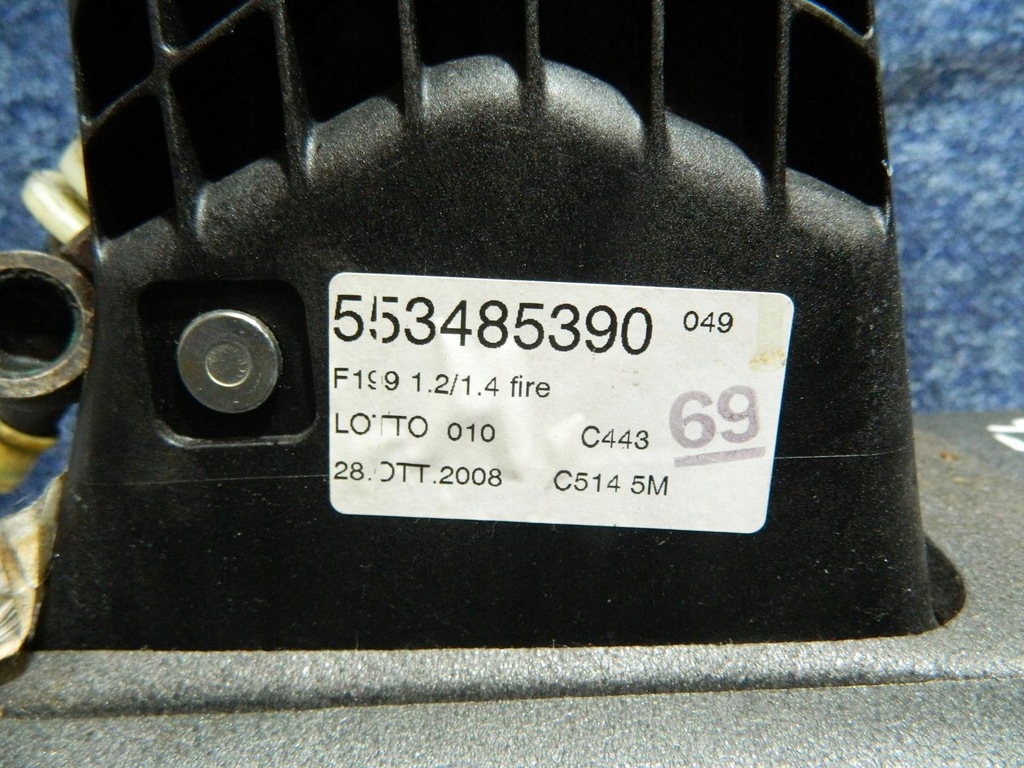 553485390 049
F199 1.2/1.4 fire
LOTTO 010 C443 69
28.OTT.2008 C514 5M